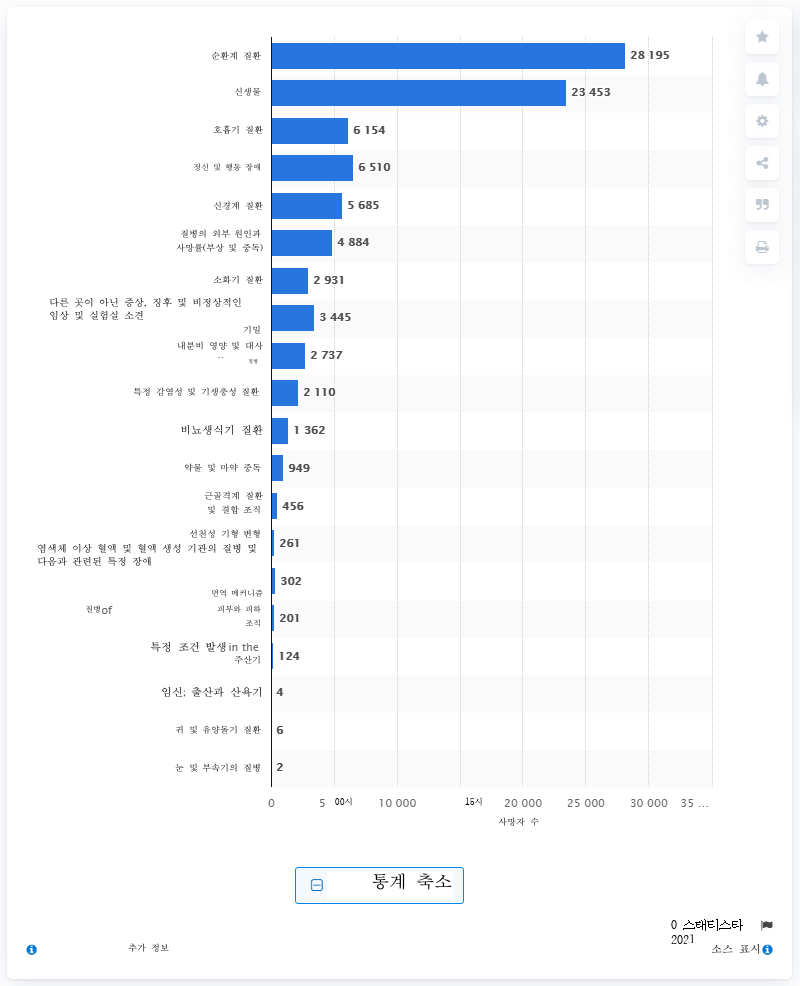 순환계 질환
28 195
신생물
23 453
호흡기 질환
6 154
정신 및 행동 장애
6 510
신경계 질환
5 685
질병의 외부 원인과
사망률(부상 및 중독)
4 884
소화기 질환
2 931
다른 곳이 아닌 증상, 징후 및 비정상적인
임상 및 실험실 소견
3 445
기밀
내분비 영양 및 대사
질병
2 737
특정 감염성 및 기생충성 질환
2 110
비뇨생식기 질환
1 362
약물 및 마약 중독
949
근골격계 질환
및 결합 조직
456
선천성 기형 변형
261
염색체 이상 혈액 및 혈액 생성 기관의 질병 및
다음과 관련된 특정 장애
302
면역 메커니즘
질병of 피부와 피하
조직
201
특정 조건 발생in the
주산기
124
임신; 출산과 산욕기
4
귀 및 유양돌기 질환
6
눈 및 부속기의 질병
2
0 5 00시 10 000 15시 20 000 25 000 30 000 35 ...
사망자 수
통계 축소
0 스태티스타
2021
추가 정보
소스 표시